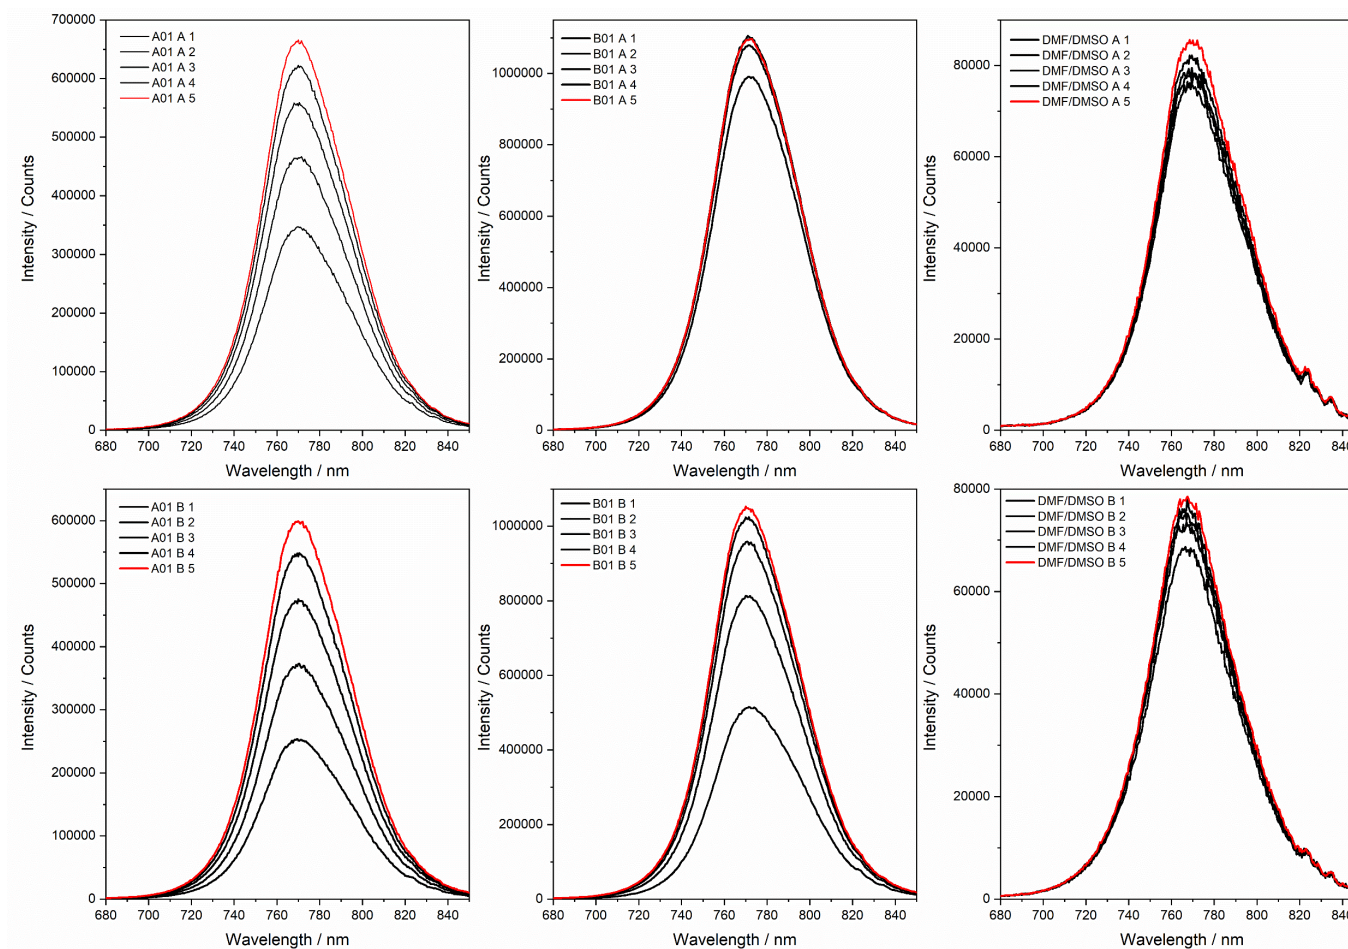 700000
600000
500000
400000
300000
200000
100000
0
Intensity / Counts
A01 A 1
A01 A 2
A01 A 3
A01 A 4
A01 A 5
680 700 720 740 760 780 800 820 840
Wavelength / nm
1000000
800000
600000
400000
200000
0
Intensity / Counts
B01 A 1
B01 A 2
B01 A 3
B01 A 4
B01 A 5
680 700 720 740 760 780 800 820 840
Wavelength / nm
80000
60000
40000
20000
0
Intensity / Counts
DMF/DMSO A 1
DMF/DMSO A 2
DMF/DMSO A 3
DMF/DMSO A 4
DMF/DMSO A 5
680 700 720 740 760 780 800 820 840
Wavelength / nm
600000
500000
400000
300000
200000
100000
0
Intensity / Counts
A01 B 1
A01 B 2
A01 B 3
A01 B 4
A01 B 5
680 700 720 740 760 780 800 820 840
Wavelength / nm
1000000
800000
600000
400000
200000
0
Intensity / Counts
B01 B 1
B01 B 2
B01 B 3
B01 B 4
B01 B 5
680 700 720 740 760 780 800 820 840
Wavelength / nm
80000
60000
40000
20000
0
Intensity / Counts
DMF/DMSO B 1
DMF/DMSO B 2
DMF/DMSO B 3
DMF/DMSO B 4
DMF/DMSO B 5
680 700 720 740 760 780 800 820 840
Wavelength / nm